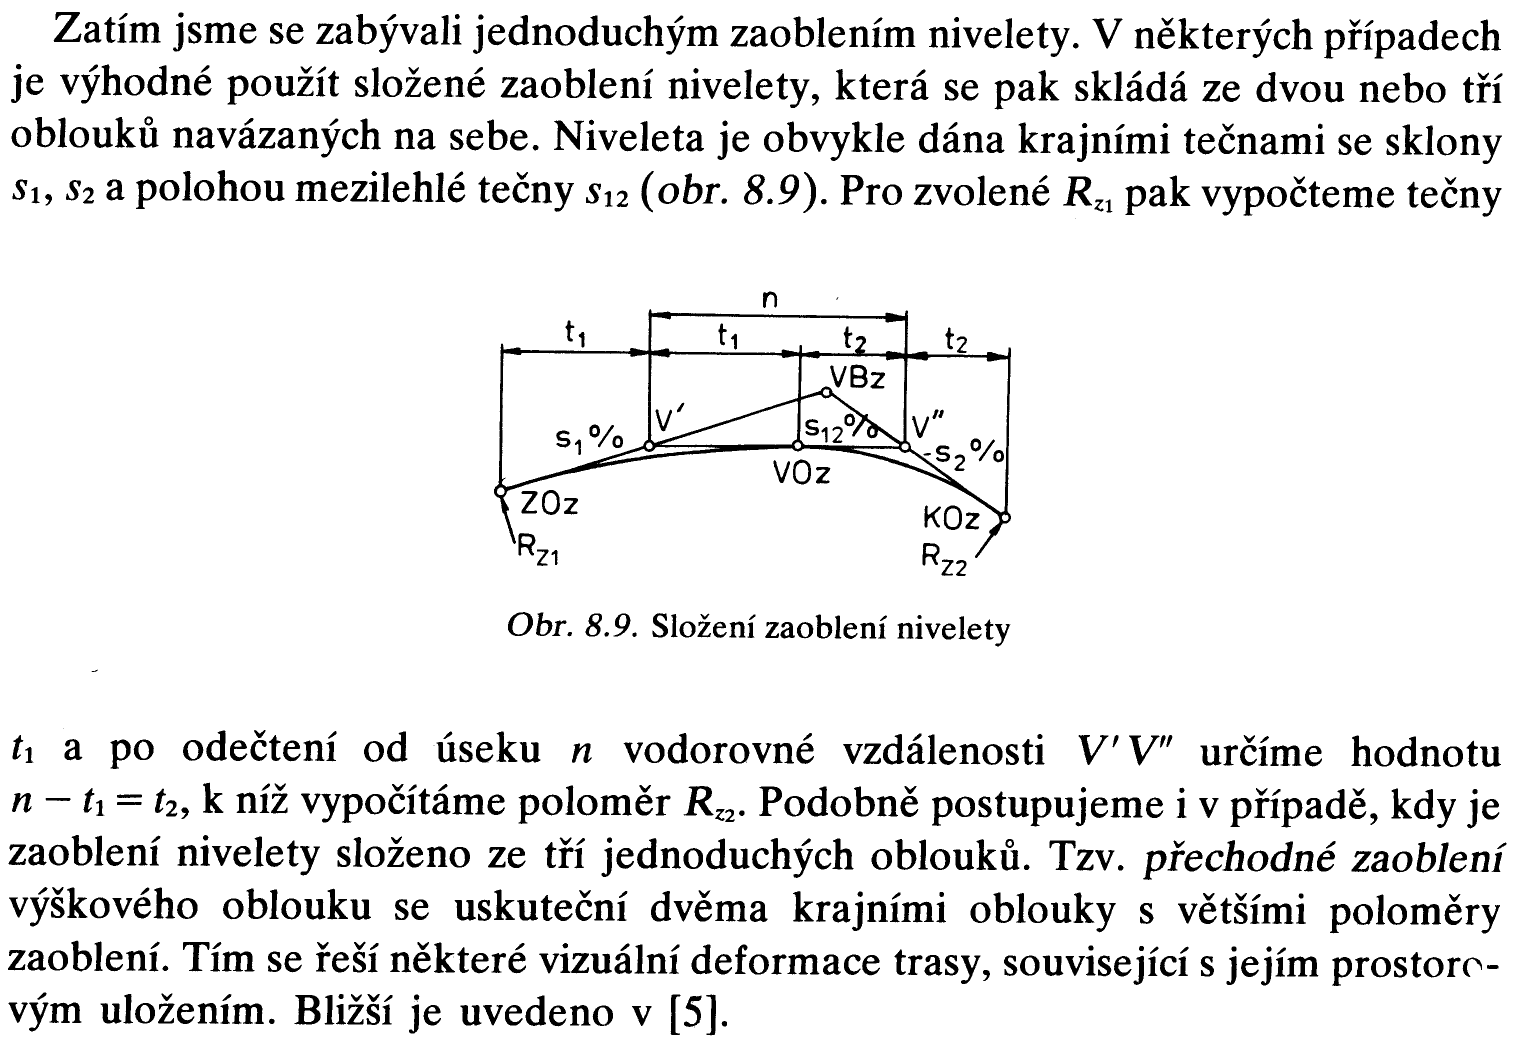 Zatím jsme se zabývali jednoduchým zaoblením nivelety. V některých případech
je výhodné použít složené zaoblení nivelety, která se pak skládá ze dvou nebo tří
oblouků navázaných na sebe. Niveleta je obvykle dána krajními tečnami se sklony
s₁, s₂ a polohou mezilehlé tečny s₁₂ (obr. 8.9). Pro zvolené R_z1 pak vypočteme tečny
n
t₁ t₁ t₂ t₂
VBz
V′ s₁₂% V″
s₁% -s₂%
VOz
ZOz KOz
R_Z1 R_Z2
Obr. 8.9. Složení zaoblení nivelety
t₁ a po odečtení od úseku n vodorovné vzdálenosti V′V″ určíme hodnotu
n − t₁ = t₂, k níž vypočítáme poloměr R_z2. Podobně postupujeme i v případě, kdy je
zaoblení nivelety složeno ze tří jednoduchých oblouků. Tzv. přechodné zaoblení
výškového oblouku se uskuteční dvěma krajními oblouky s většími poloměry
zaoblení. Tím se řeší některé vizuální deformace trasy, související s jejím prostoro-
vým uložením. Bližší je uvedeno v [5].